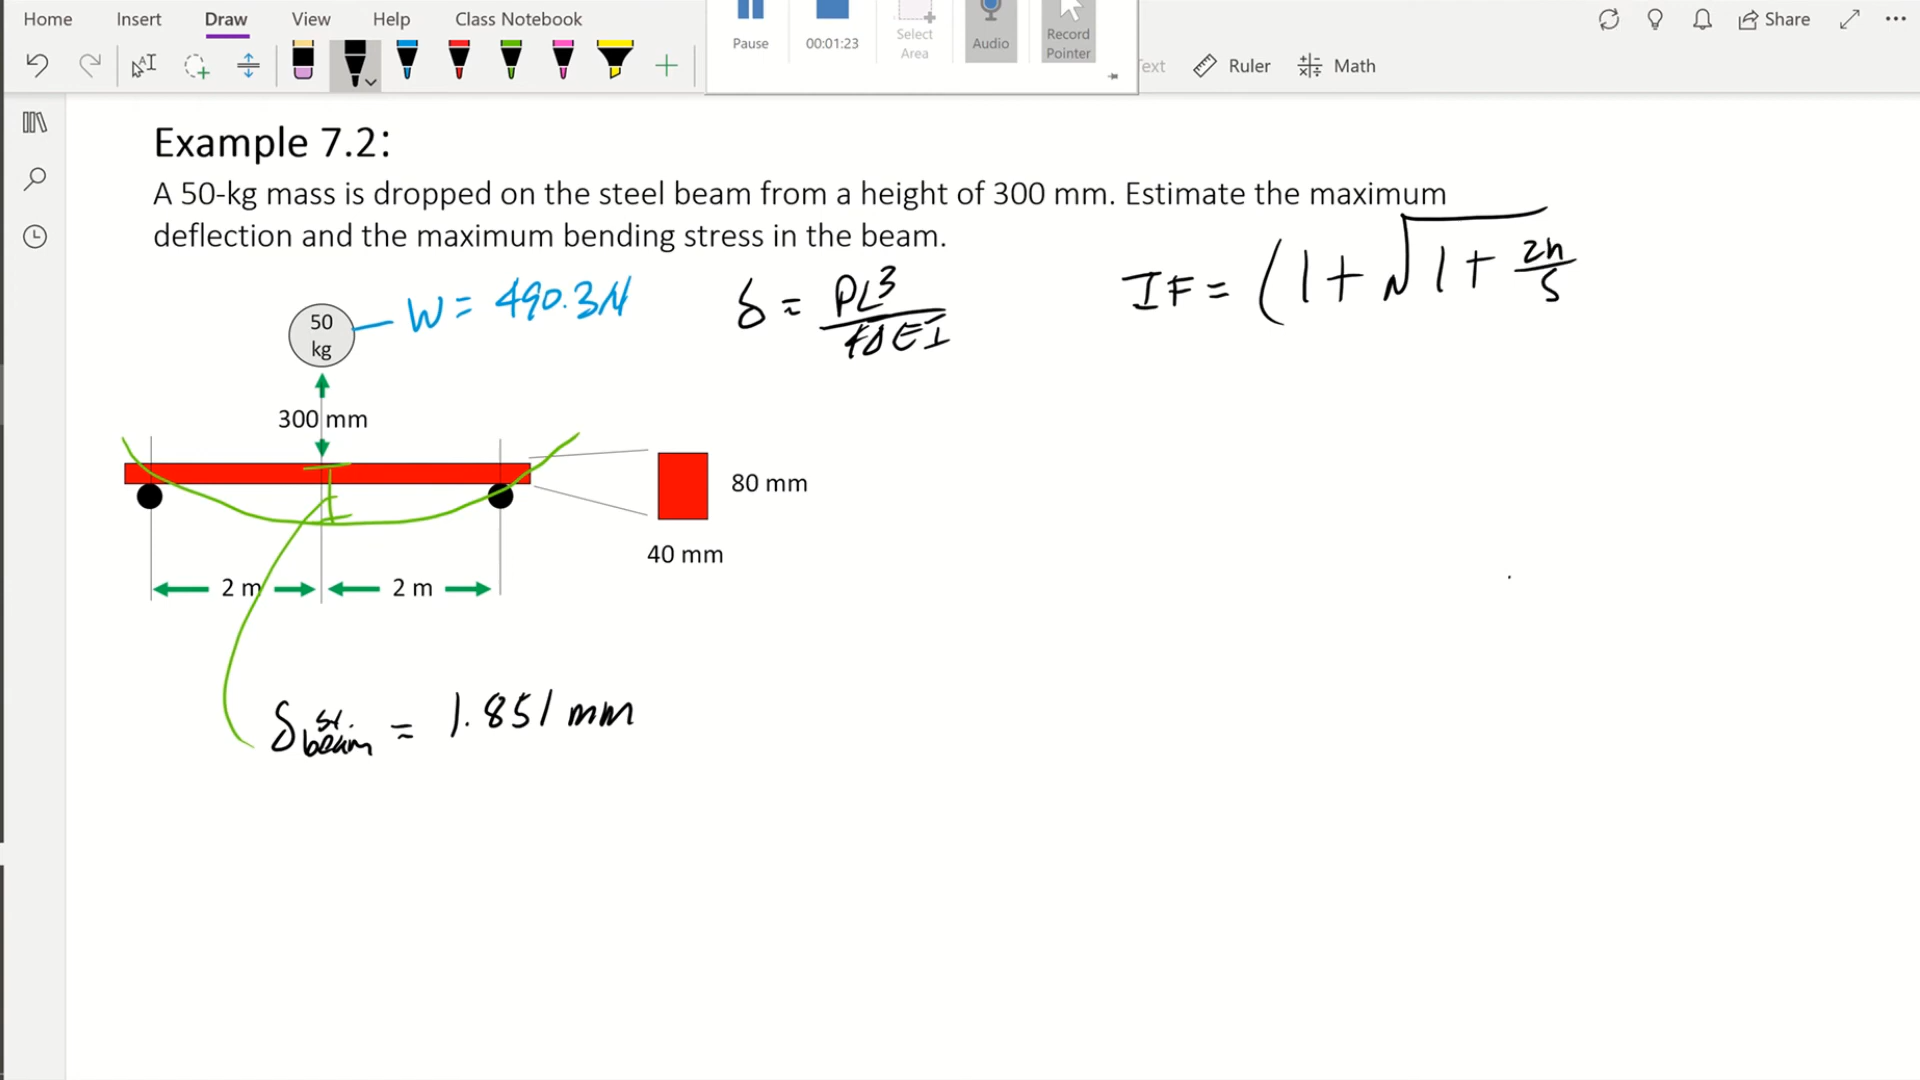 Home Insert Draw View Help Class Notebook
Pause 00:01:23 Select Area Audio Record Pointer
Share
ext Ruler Math
Example 7.2:
A 50-kg mass is dropped on the steel beam from a height of 300 mm. Estimate the maximum
deflection and the maximum bending stress in the beam.
50 kg
W = 490.3N
δ = PL³/48EI
IF = (1+√1+2h/δ
300 mm
80 mm
40 mm
2 m 2 m
δst. beam = 1.851 mm